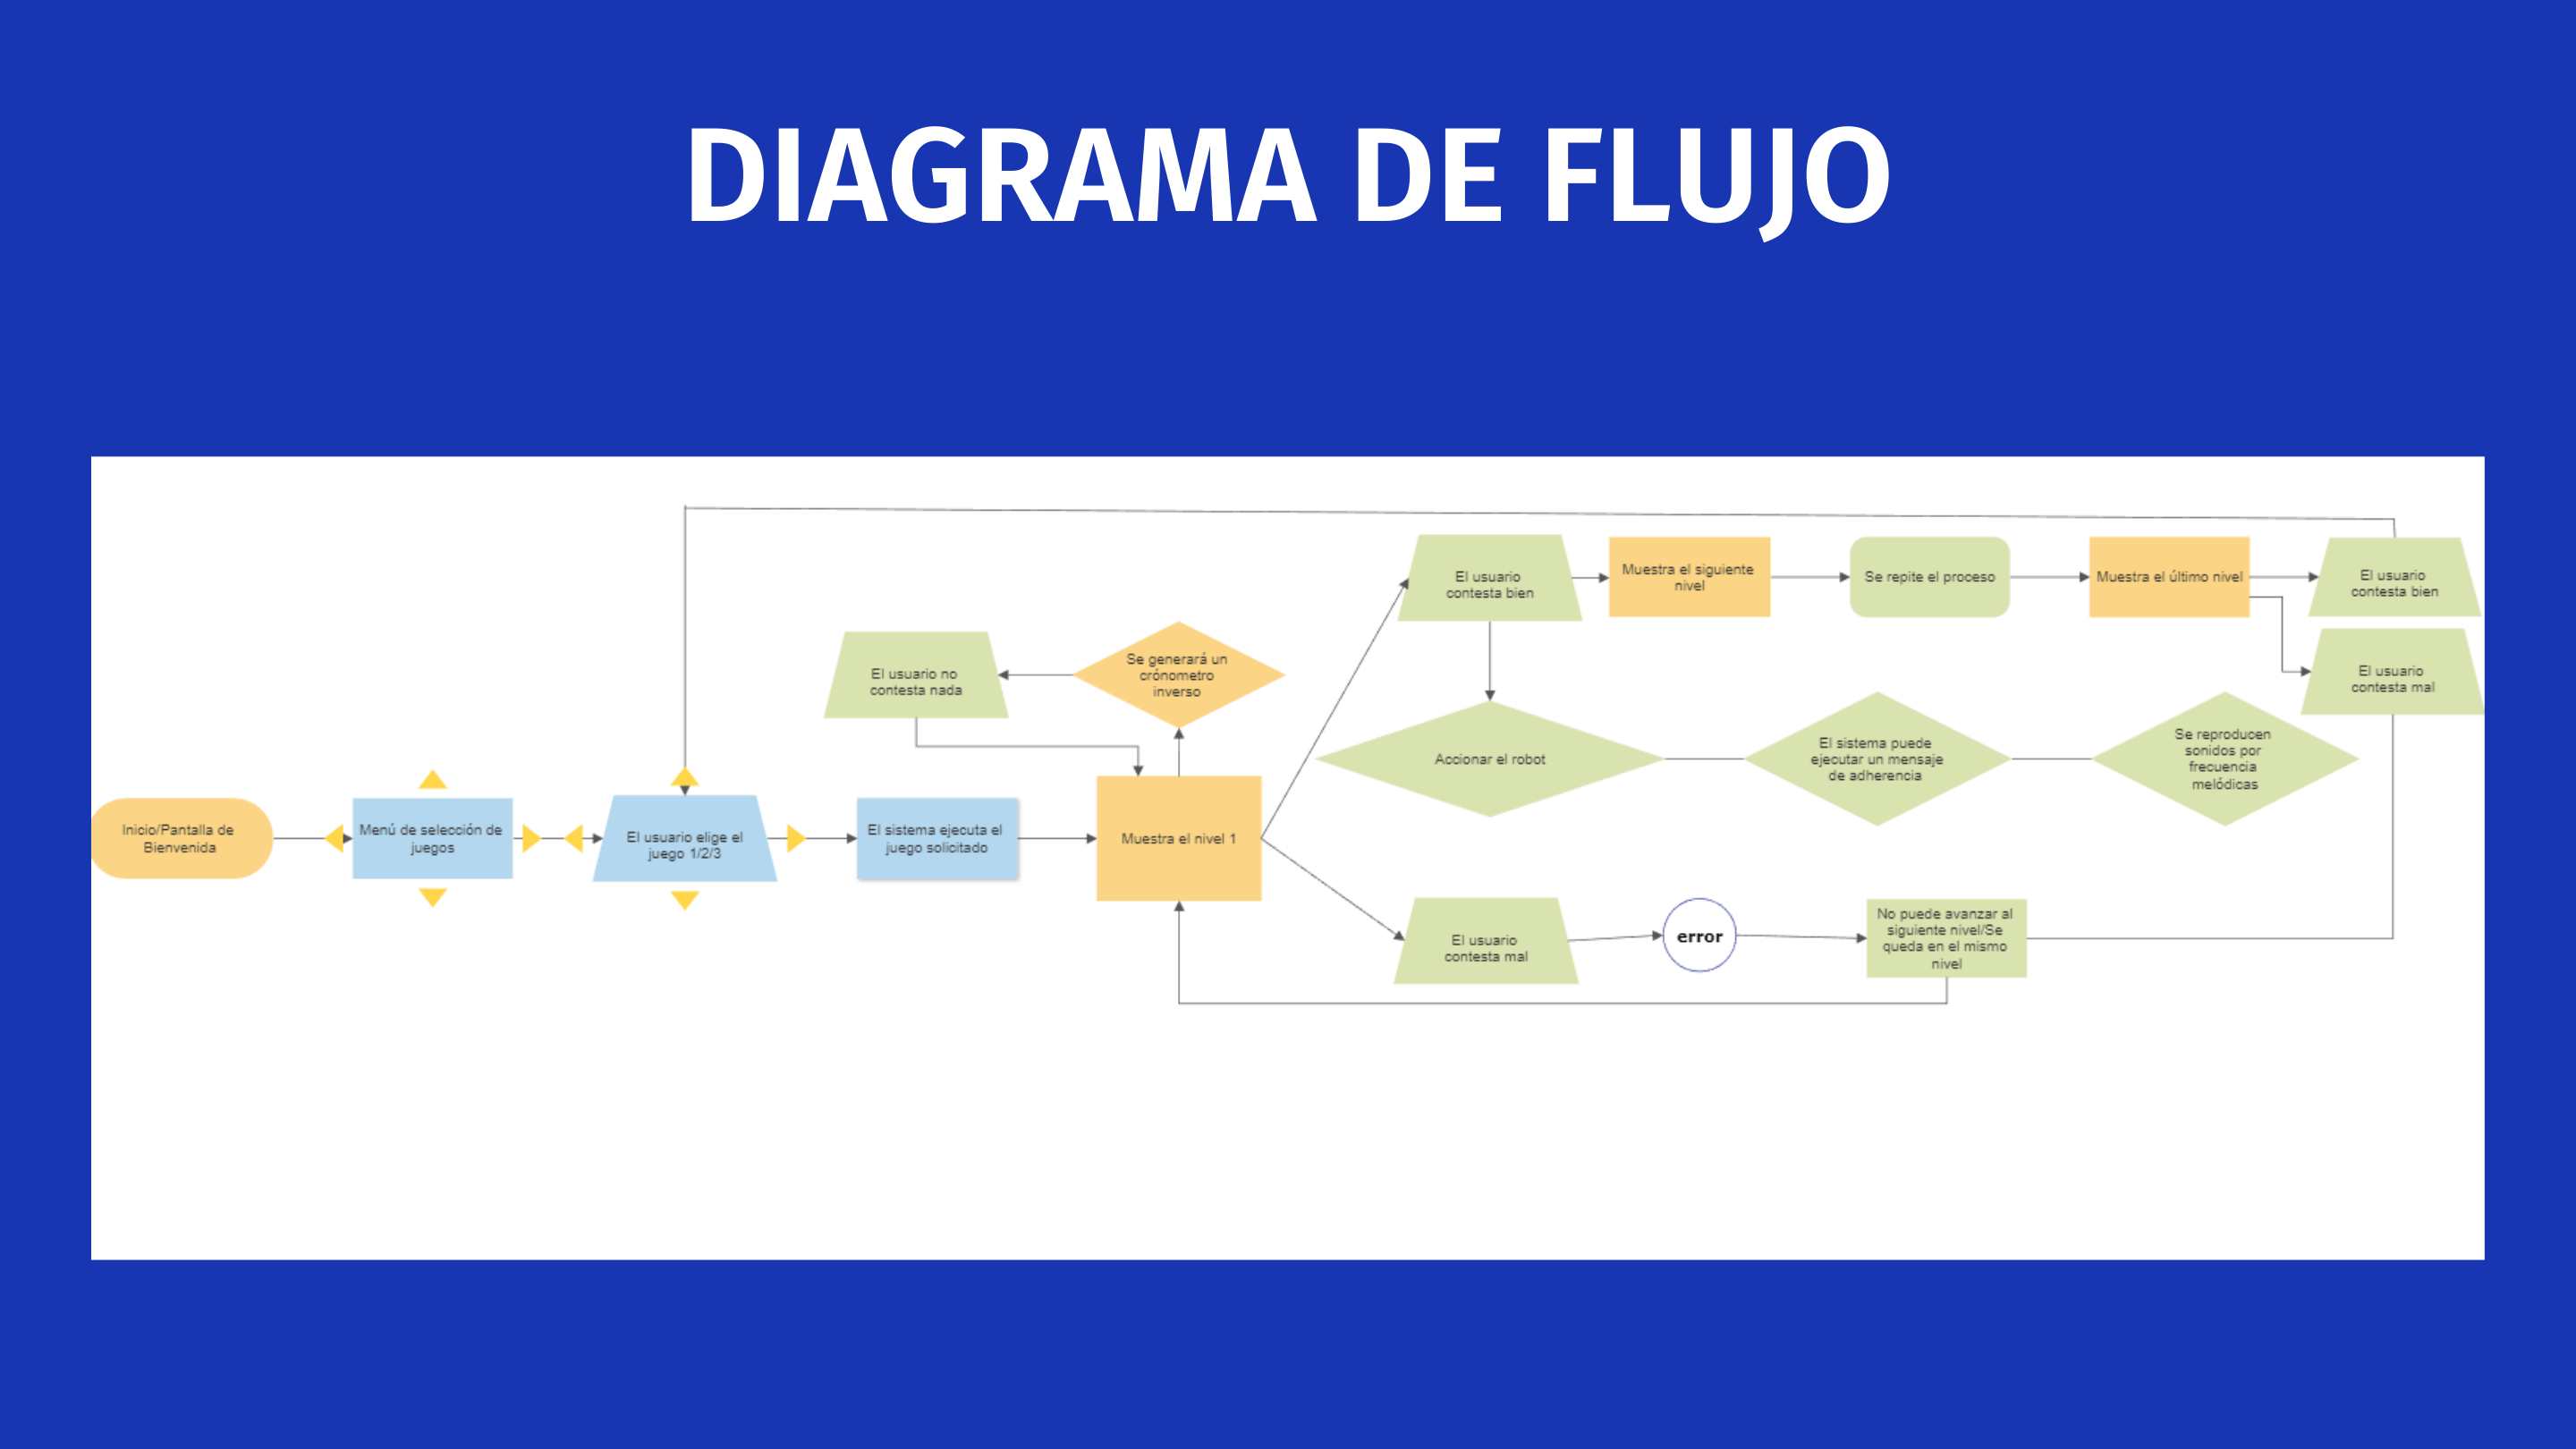 DIAGRAMA DE FLUJO
Inicio/Pantalla de
Bienvenida
Menú de selección de
juegos
El usuario elige el
juego 1/2/3
El sistema ejecuta el
juego solicitado
Muestra el nivel 1
Se generará un
crónometro
inverso
El usuario no
contesta nada
El usuario
contesta bien
Muestra el siguiente
nivel
Se repite el proceso
Muestra el último nivel
El usuario
contesta bien
El usuario
contesta mal
Accionar el robot
El sistema puede
ejecutar un mensaje
de adherencia
Se reproducen
sonidos por
frecuencia
melódicas
El usuario
contesta mal
error
No puede avanzar al
siguiente nivel/Se
queda en el mismo
nivel